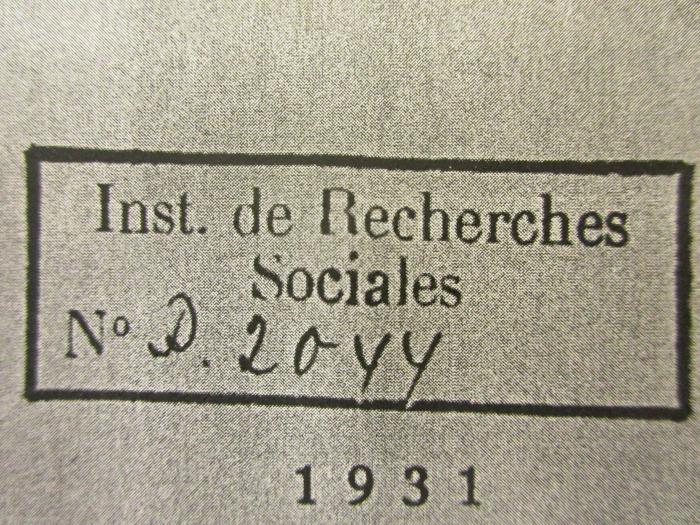 Inst. de Recherches
Sociales
Nº D. 2044
1931